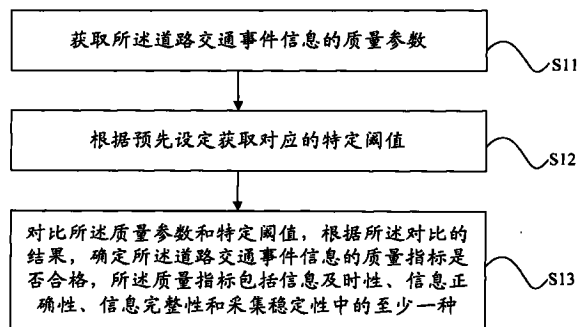 获取所述道路交通事件信息的质量参数
S11
根据预先设定获取对应的特定阈值
S12
对比所述质量参数和特定阈值，根据所述对比的
结果，确定所述道路交通事件信息的质量指标是
否合格，所述质量指标包括信息及时性、信息正
确性、信息完整性和采集稳定性中的至少一种
S13